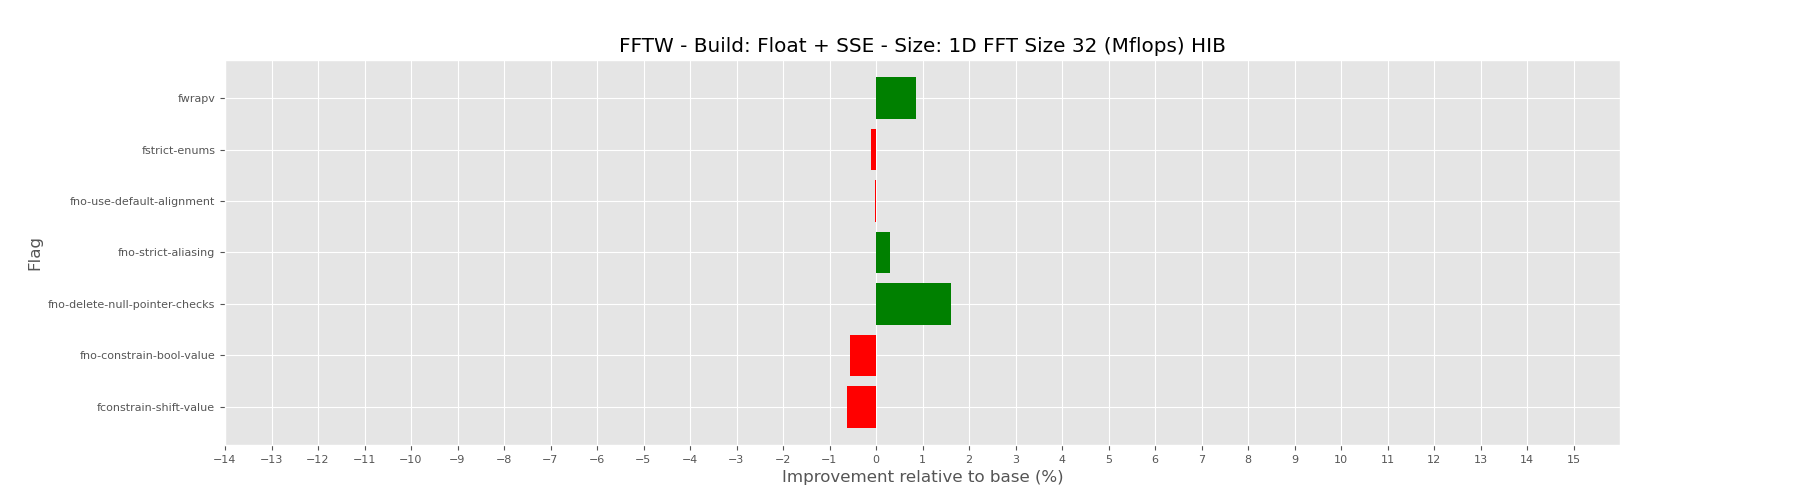 FFTW - Build: Float + SSE - Size: 1D FFT Size 32 (Mflops) HIB
Flag
fwrapv
fstrict-enums
fno-use-default-alignment
fno-strict-aliasing
fno-delete-null-pointer-checks
fno-constrain-bool-value
fconstrain-shift-value
−14 −13 −12 −11 −10 −9 −8 −7 −6 −5 −4 −3 −2 −1 0 1 2 3 4 5 6 7 8 9 10 11 12 13 14 15
Improvement relative to base (%)